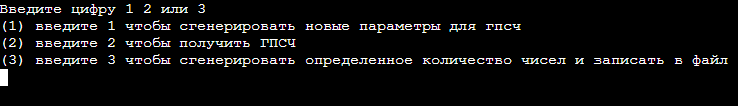 Введите цифру 1 2 или 3
(1) введите 1 чтобы сгенерировать новые параметры для гпсч
(2) введите 2 чтобы получить ГПСЧ
(3) введите 3 чтобы сгенерировать определенное количество чисел и записать в файл